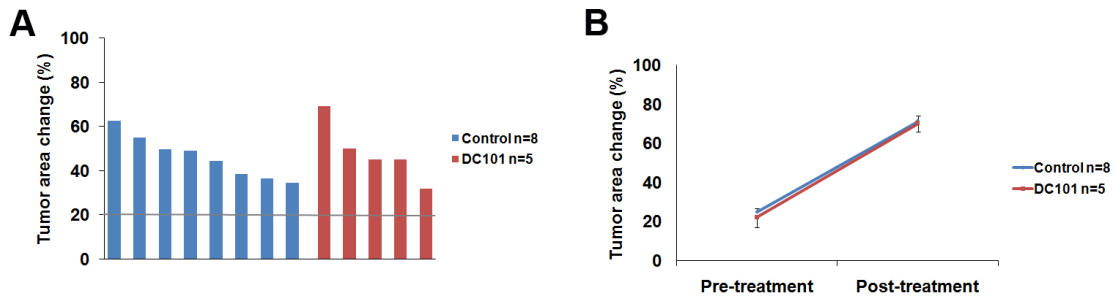 A
Tumor area change (%)
100
80
60
40
20
0
Control n=8
DC101 n=5
B
Tumor area change (%)
100
80
60
40
20
0
Pre-treatment
Post-treatment
Control n=8
DC101 n=5